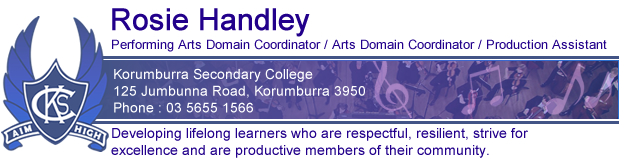 Rosie Handley
Performing Arts Domain Coordinator / Arts Domain Coordinator / Production Assistant
Korumburra Secondary College
125 Jumbunna Road, Korumburra 3950
Phone : 03 5655 1566
KSC
AIM HIGH
Developing lifelong learners who are respectful, resilient, strive for
excellence and are productive members of their community.